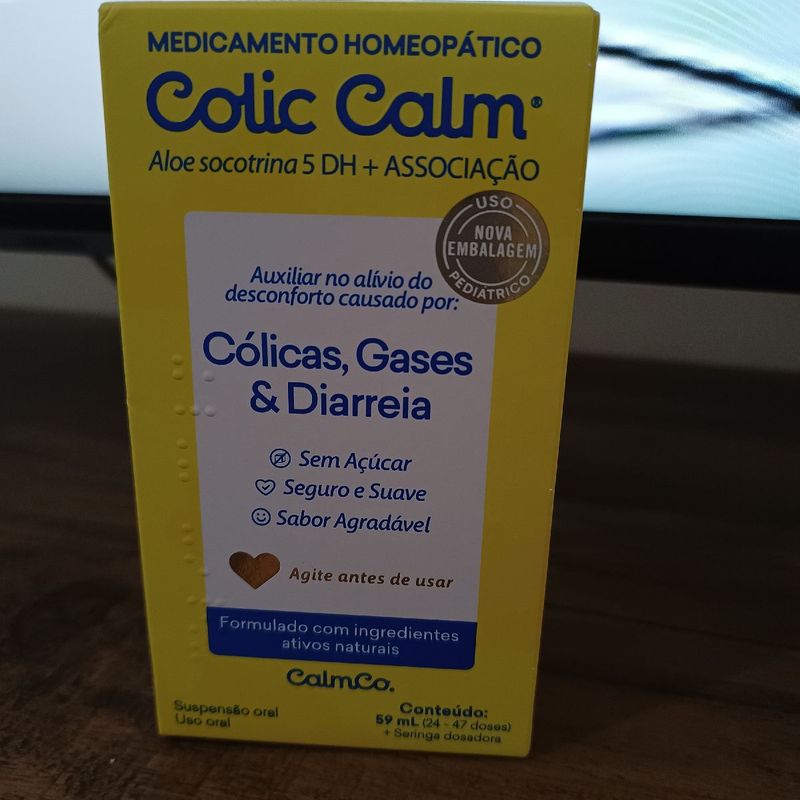 MEDICAMENTO HOMEOPÁTICO
Colic Calm®
Aloe socotrina 5 DH + ASSOCIAÇÃO
USO
NOVA
EMBALAGEM
PEDIÁTRICO
Auxiliar no alívio do
desconforto causado por:
Cólicas, Gases
& Diarreia
Sem Açúcar
Seguro e Suave
Sabor Agradável
Agite antes de usar
Formulado com ingredientes
ativos naturais
CalmCo.
Suspensão oral
Uso oral
Conteúdo:
59 mL (24 - 47 doses)
+ Seringa dosadora